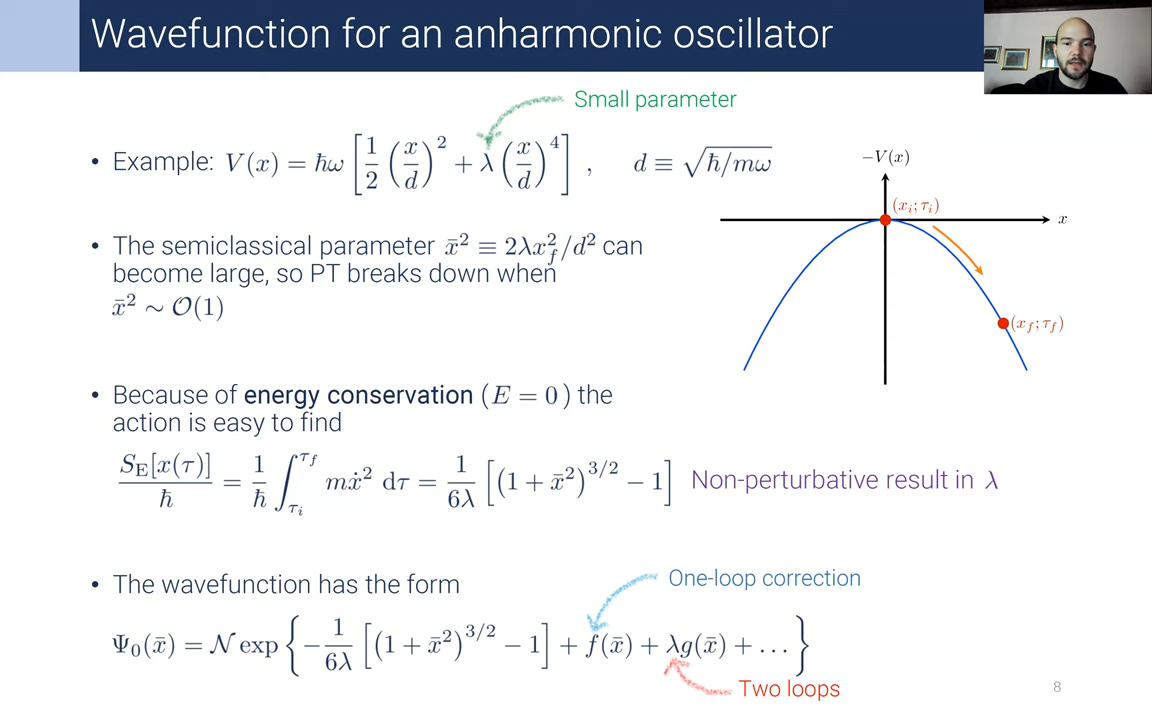 Wavefunction for an anharmonic oscillator
Small parameter
• Example: V(x) = ħω [1/2 (x/d)² + λ (x/d)⁴] , d ≡ √(ħ/mω)
−V(x)
(x_i; τ_i)
x
(x_f; τ_f)
• The semiclassical parameter x̄² ≡ 2λx_f²/d² can
become large, so PT breaks down when
x̄² ∼ O(1)
• Because of energy conservation (E = 0) the
action is easy to find
S_E[x(τ)]/ħ = 1/ħ ∫_{τ_i}^{τ_f} mẋ² dτ = 1/6λ [(1 + x̄²)^{3/2} − 1] Non-perturbative result in λ
• The wavefunction has the form
One-loop correction
Ψ₀(x̄) = N exp {−1/6λ [(1 + x̄²)^{3/2} − 1] + f(x̄) + λg(x̄) + …}
Two loops
8